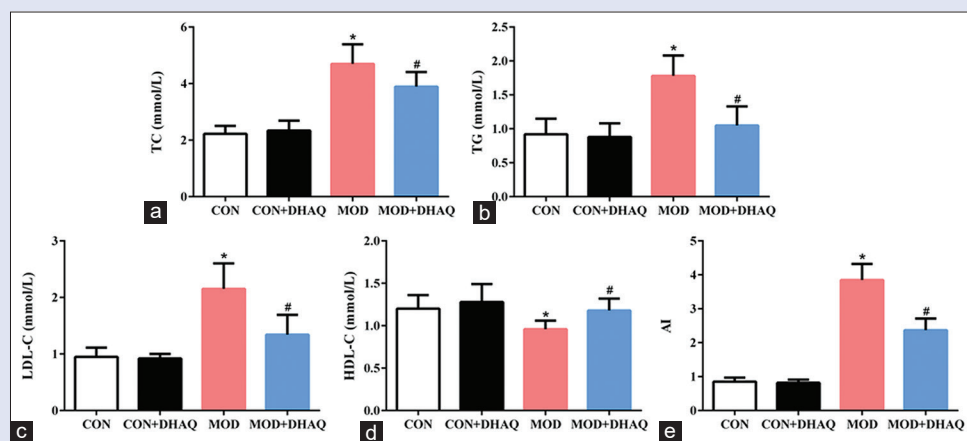 TC (mmol/L)
6
4
2
0
*
#
CON
CON+DHAQ
MOD
MOD+DHAQ
a
TG (mmol/L)
2.5
2.0
1.5
1.0
0.5
0.0
*
#
CON
CON+DHAQ
MOD
MOD+DHAQ
b
LDL-C (mmol/L)
3
2
1
0
*
#
CON
CON+DHAQ
MOD
MOD+DHAQ
c
HDL-C (mmol/L)
2.0
1.5
1.0
0.5
0.0
*
#
CON
CON+DHAQ
MOD
MOD+DHAQ
d
AI
5
4
3
2
1
0
*
#
CON
CON+DHAQ
MOD
MOD+DHAQ
e